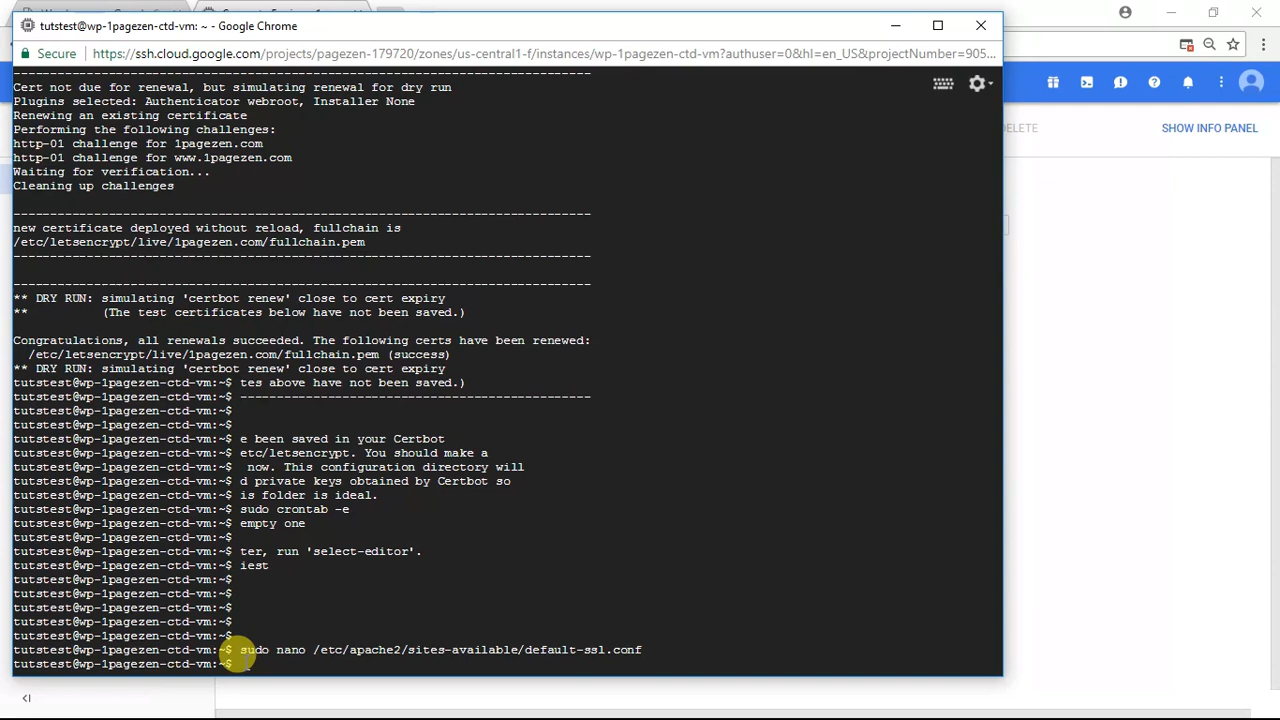 tutstest@wp-1pagezen-ctd-vm: ~ - Google Chrome
Secure https://ssh.cloud.google.com/projects/pagezen-179720/zones/us-central1-f/instances/wp-1pagezen-ctd-vm?authuser=0&hl=en_US&projectNumber=905...
-------------------------------------------------------------------------------
Cert not due for renewal, but simulating renewal for dry run
Plugins selected: Authenticator webroot, Installer None
Renewing an existing certificate
Performing the following challenges:
http-01 challenge for 1pagezen.com
http-01 challenge for www.1pagezen.com
Waiting for verification...
Cleaning up challenges
-------------------------------------------------------------------------------
new certificate deployed without reload, fullchain is
/etc/letsencrypt/live/1pagezen.com/fullchain.pem
-------------------------------------------------------------------------------
-------------------------------------------------------------------------------
** DRY RUN: simulating 'certbot renew' close to cert expiry
**          (The test certificates below have not been saved.)
Congratulations, all renewals succeeded. The following certs have been renewed:
  /etc/letsencrypt/live/1pagezen.com/fullchain.pem (success)
** DRY RUN: simulating 'certbot renew' close to cert expiry
tutstest@wp-1pagezen-ctd-vm:~$ tes above have not been saved.)
tutstest@wp-1pagezen-ctd-vm:~$ ------------------------------------------------
tutstest@wp-1pagezen-ctd-vm:~$
tutstest@wp-1pagezen-ctd-vm:~$
tutstest@wp-1pagezen-ctd-vm:~$ e been saved in your Certbot
tutstest@wp-1pagezen-ctd-vm:~$ etc/letsencrypt. You should make a
tutstest@wp-1pagezen-ctd-vm:~$  now. This configuration directory will
tutstest@wp-1pagezen-ctd-vm:~$ d private keys obtained by Certbot so
tutstest@wp-1pagezen-ctd-vm:~$ is folder is ideal.
tutstest@wp-1pagezen-ctd-vm:~$ sudo crontab -e
tutstest@wp-1pagezen-ctd-vm:~$ empty one
tutstest@wp-1pagezen-ctd-vm:~$
tutstest@wp-1pagezen-ctd-vm:~$ ter, run 'select-editor'.
tutstest@wp-1pagezen-ctd-vm:~$ iest
tutstest@wp-1pagezen-ctd-vm:~$
tutstest@wp-1pagezen-ctd-vm:~$
tutstest@wp-1pagezen-ctd-vm:~$
tutstest@wp-1pagezen-ctd-vm:~$
tutstest@wp-1pagezen-ctd-vm:~$
tutstest@wp-1pagezen-ctd-vm:~$ sudo nano /etc/apache2/sites-available/default-ssl.conf
tutstest@wp-1pagezen-ctd-vm:~$
DELETE
SHOW INFO PANEL